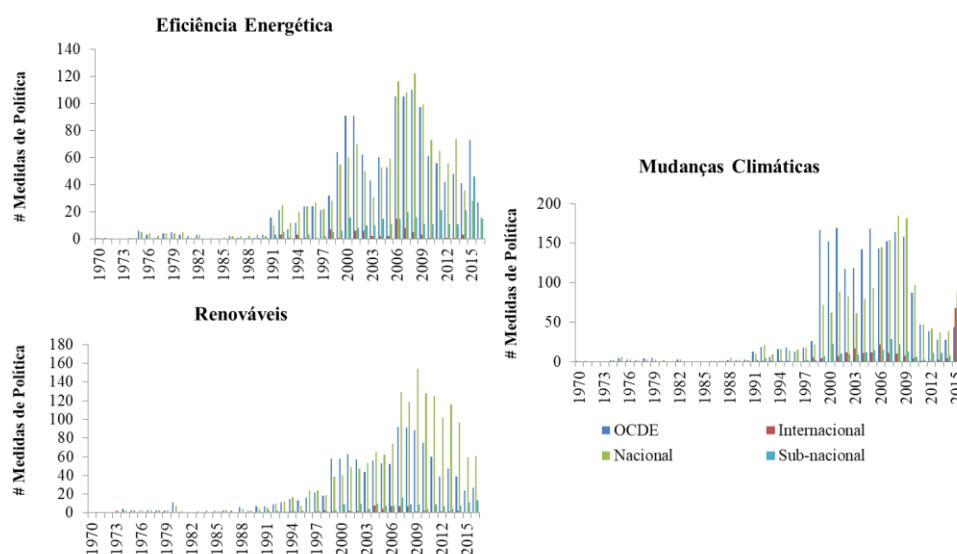 Eficiência Energética
# Medidas de Política
140
120
100
80
60
40
20
0
1970 1973 1976 1979 1982 1985 1988 1991 1994 1997 2000 2003 2006 2009 2012 2015
Renováveis
# Medidas de Política
180
160
140
120
100
80
60
40
20
0
1970 1973 1976 1979 1982 1985 1988 1991 1994 1997 2000 2003 2006 2009 2012 2015
Mudanças Climáticas
# Medidas de Política
200
150
100
50
0
1970 1973 1976 1979 1982 1985 1988 1991 1994 1997 2000 2003 2006 2009 2012 2015
OCDE Internacional
Nacional Sub-nacional